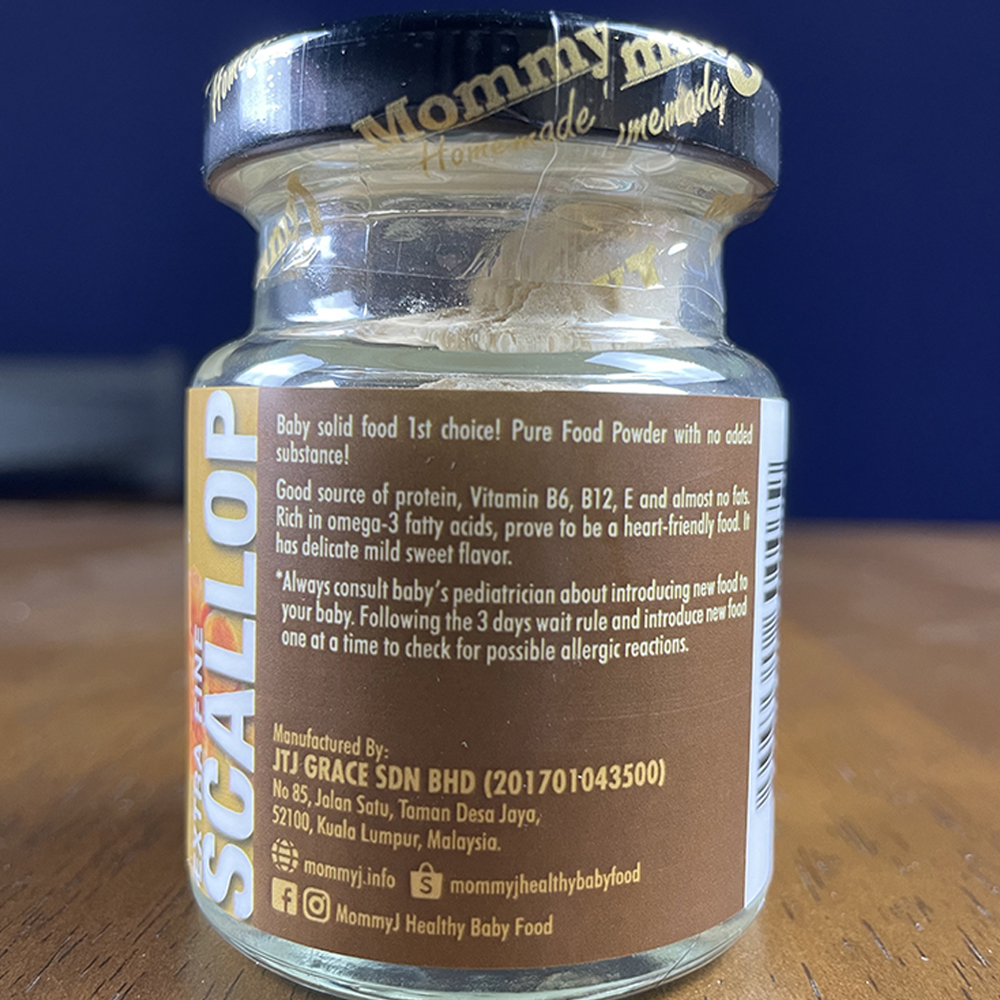 Mommy
Homemade
Baby solid food 1st choice! Pure Food Powder with no added
substance!
Good source of protein, Vitamin B6, B12, E and almost no fats.
Rich in omega-3 fatty acids, prove to be a heart-friendly food. It
has delicate mild sweet flavor.
*Always consult baby's pediatrician about introducing new food to
your baby. Following the 3 days wait rule and introduce new food
one at a time to check for possible allergic reactions.
EXTRA FINE
SCALLOP
Manufactured By:
JTJ GRACE SDN BHD (201701043500)
No 85, Jalan Satu, Taman Desa Jaya,
52100, Kuala Lumpur, Malaysia.
mommyj.info mommyjhealthybabyfood
MommyJ Healthy Baby Food